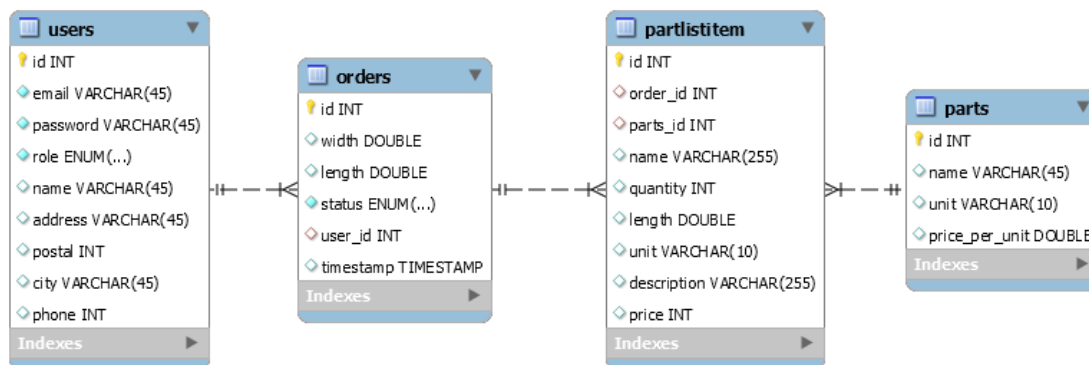 users
id INT
email VARCHAR(45)
password VARCHAR(45)
role ENUM(...)
name VARCHAR(45)
address VARCHAR(45)
postal INT
city VARCHAR(45)
phone INT
Indexes
orders
id INT
width DOUBLE
length DOUBLE
status ENUM(...)
user_id INT
timestamp TIMESTAMP
Indexes
partlistitem
id INT
order_id INT
parts_id INT
name VARCHAR(255)
quantity INT
length DOUBLE
unit VARCHAR(10)
description VARCHAR(255)
price INT
Indexes
parts
id INT
name VARCHAR(45)
unit VARCHAR(10)
price_per_unit DOUBLE
Indexes